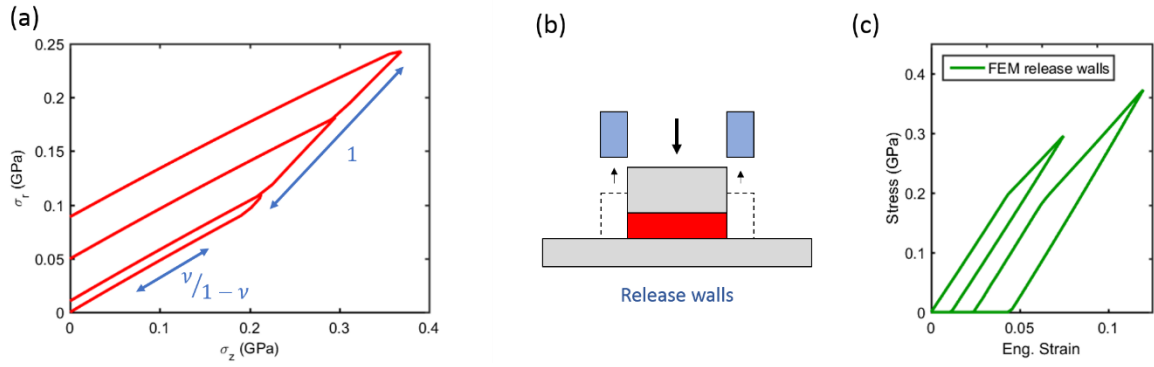 (a)
0.25
0.2
0.15
0.1
0.05
0
σr (GPa)
0
0.1
0.2
0.3
0.4
σz (GPa)
1
ν/1 − ν
(b)
Release walls
(c)
FEM release walls
0.4
0.3
0.2
0.1
0
Stress (GPa)
0
0.05
0.1
Eng. Strain